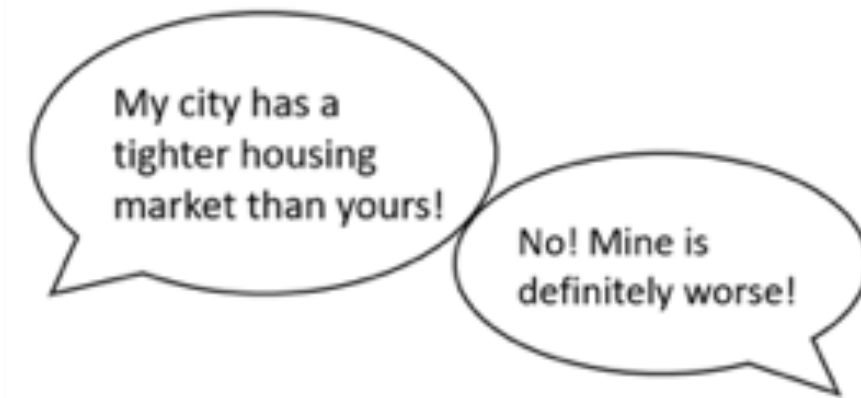 My city has a
tighter housing
market than yours!
No! Mine is
definitely worse!